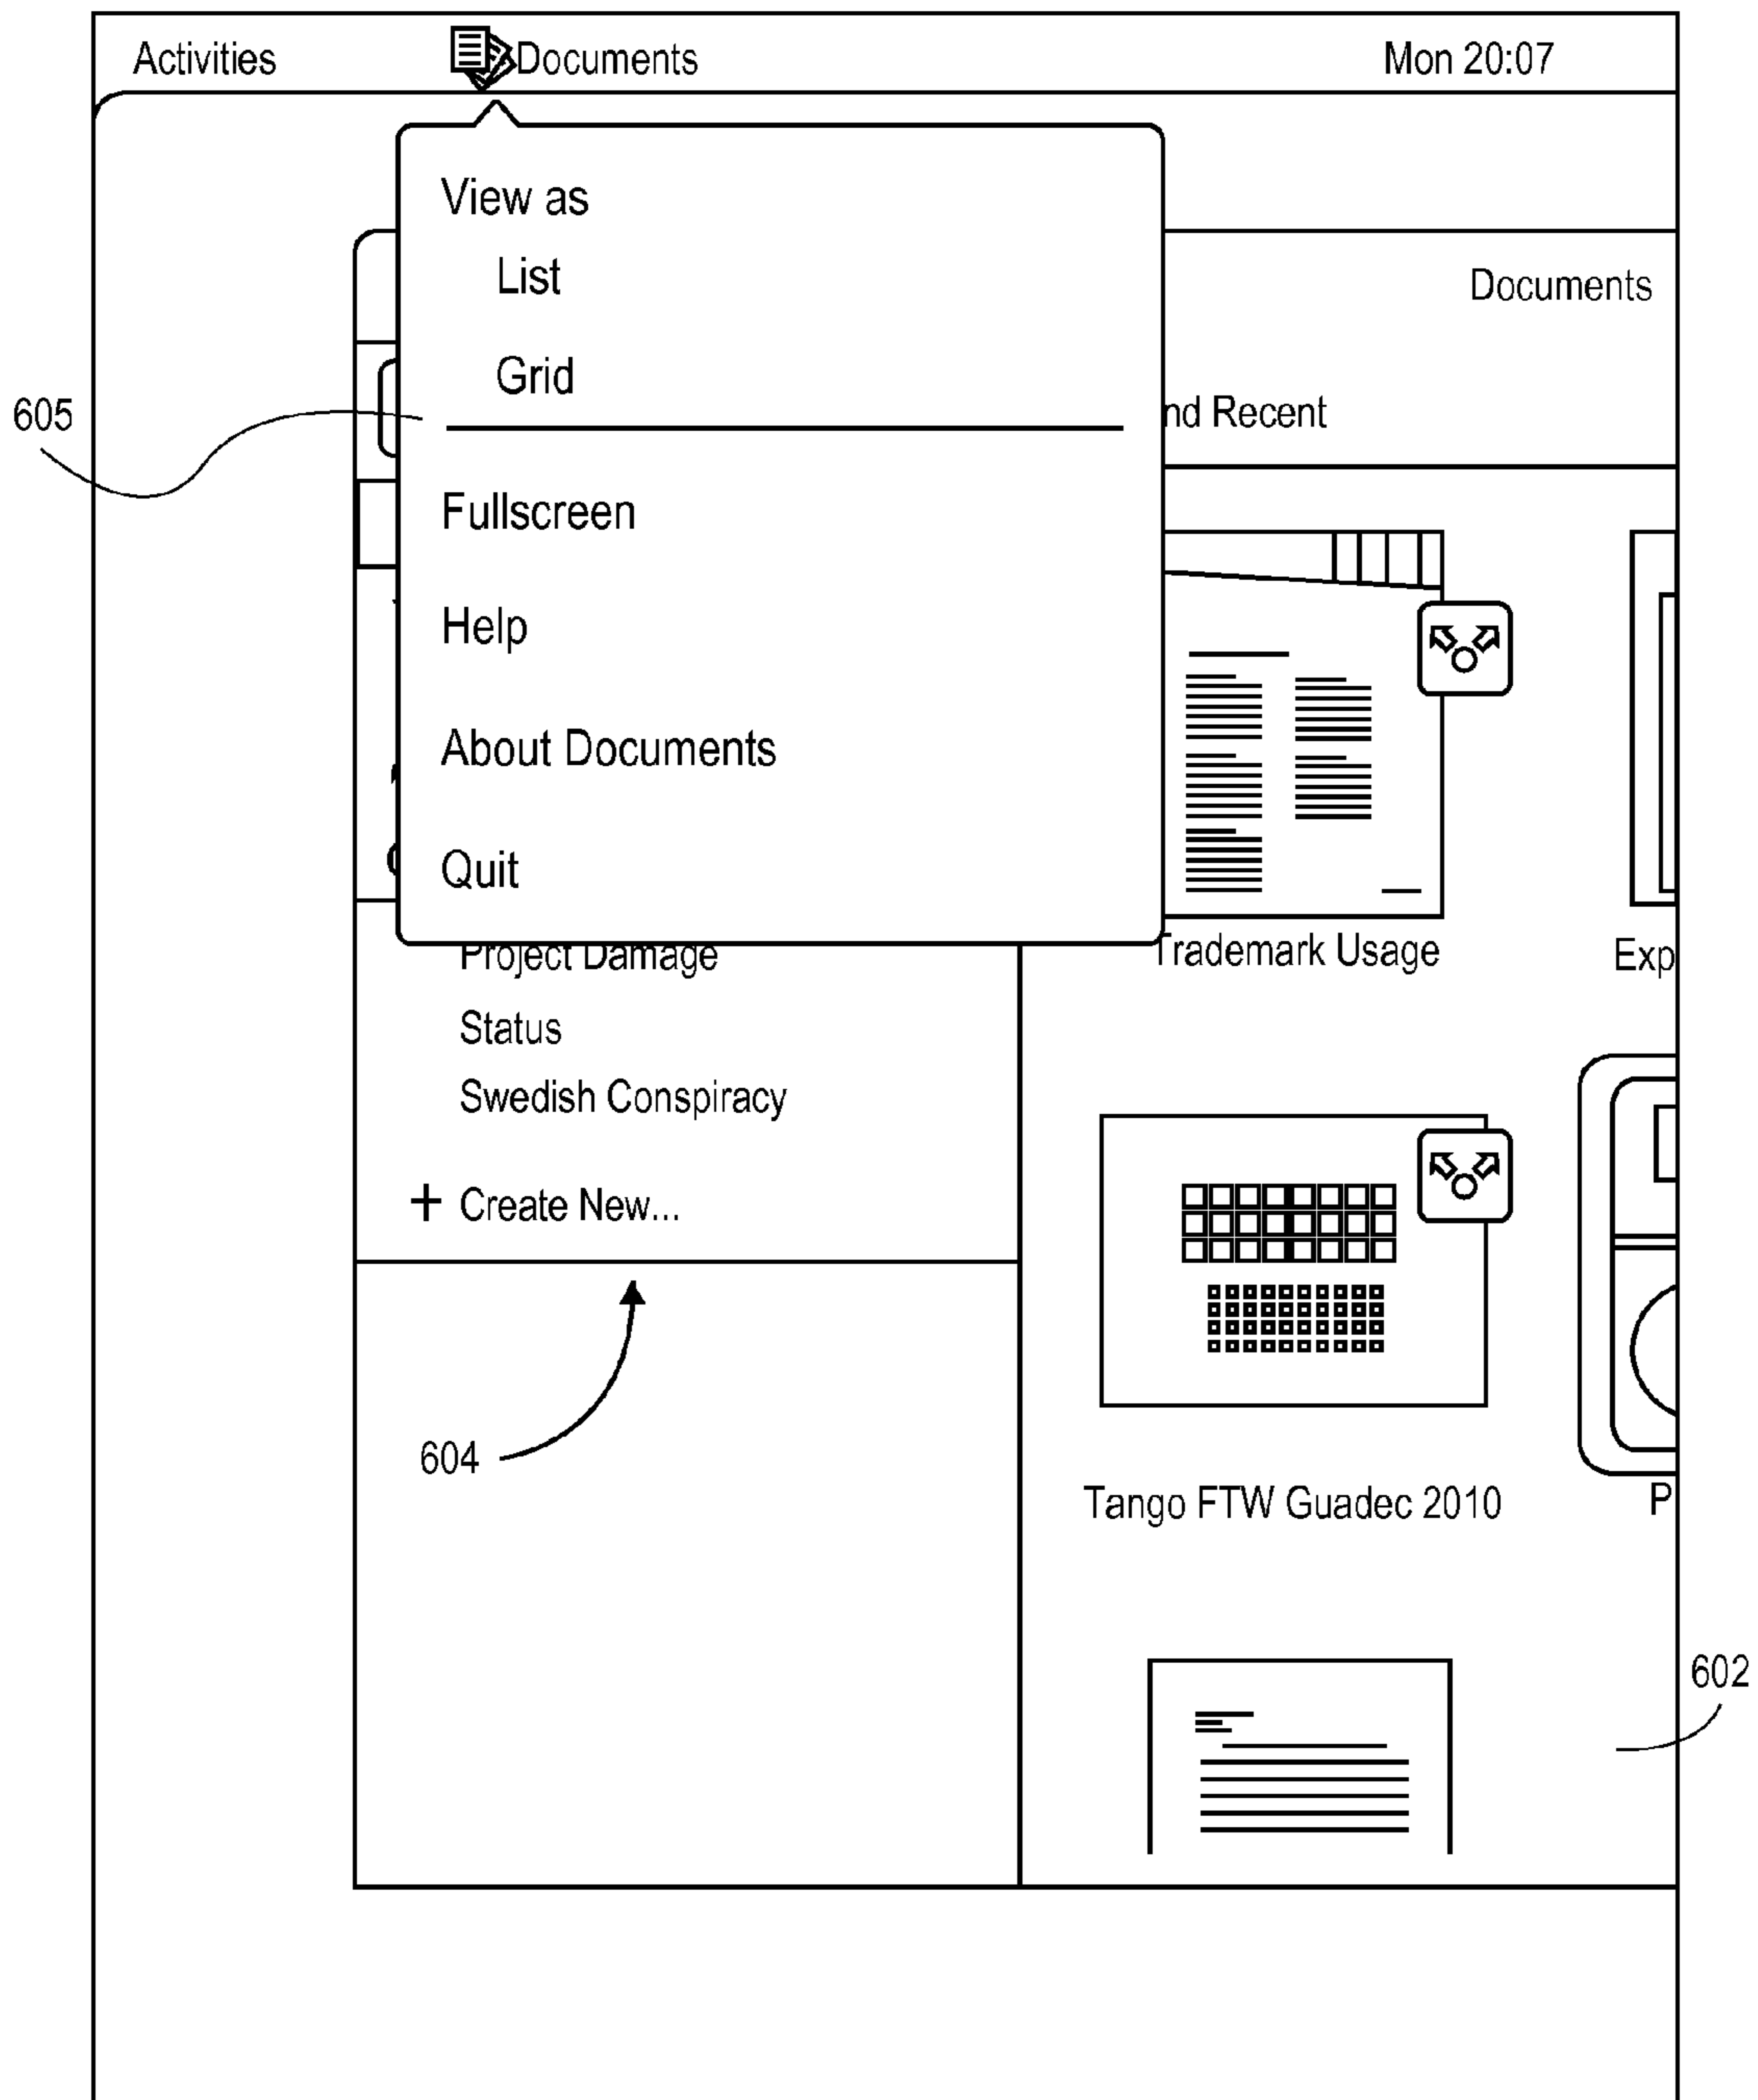 Activities Documents Mon 20:07
View as
List
Documents
Grid
605
nd Recent
Fullscreen
Help
About Documents
Quit
Project Damage
Trademark Usage
Exp
Status
Swedish Conspiracy
+ Create New...
604
Tango FTW Guadec 2010
P
602